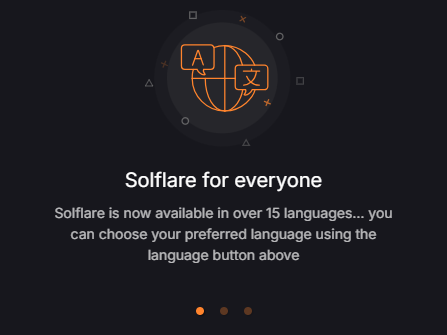 A
文
Solflare for everyone
Solflare is now available in over 15 languages... you
can choose your preferred language using the
language button above